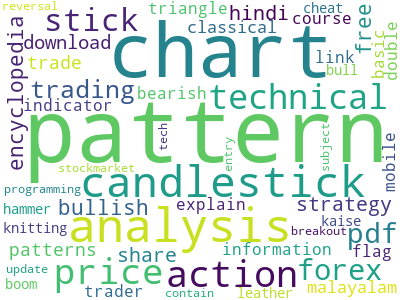 reversal
triangle
hindi
cheat
course
free
basic
double
stick
classical
download
chart
link
bull
encyclopedia
trade
trading
bearish
technical
indicator
pattern
tech
entry
subject
mobile
stockmarket
candlestick
programming
hammer
bullish
explain
strategy
knitting
analysis
kaise
breakout
pdf
patterns
share
information
flag
price
action
forex
update
boom
trader
contain
leather
malayalam